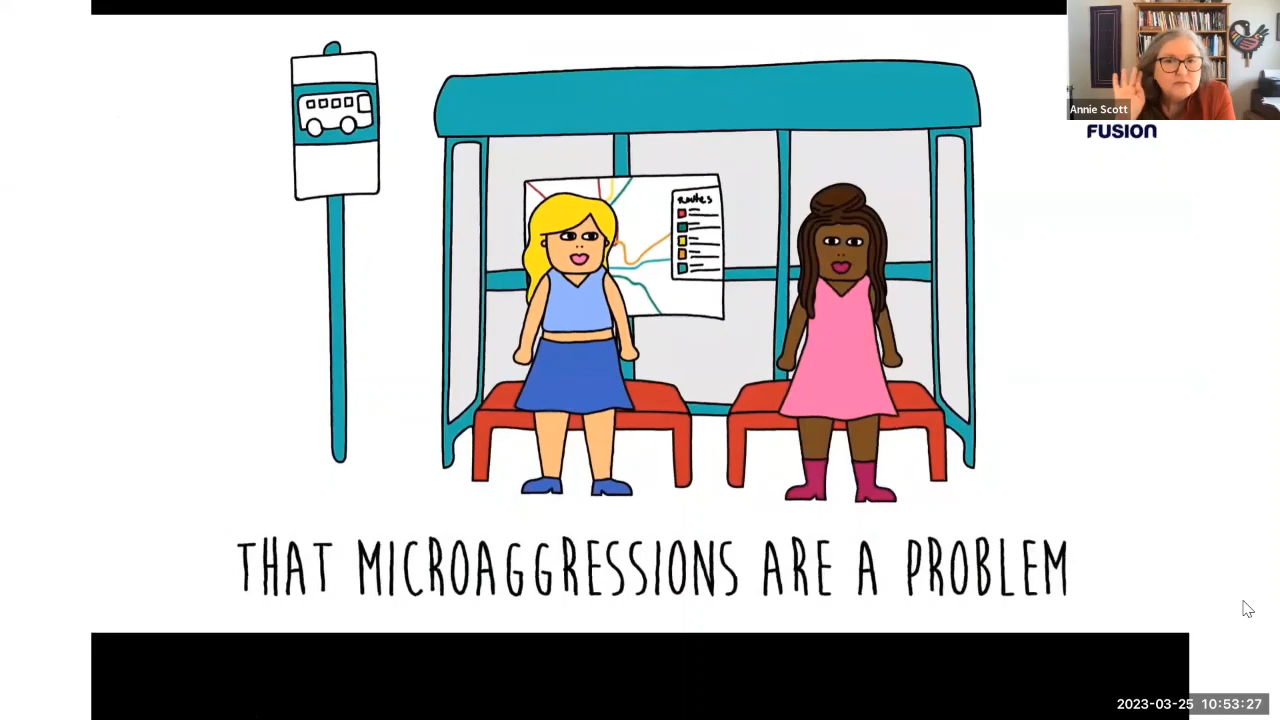 Annie Scott
FUSION
Routes
THAT MICROAGGRESSIONS ARE A PROBLEM
2023-03-25 10:53:27